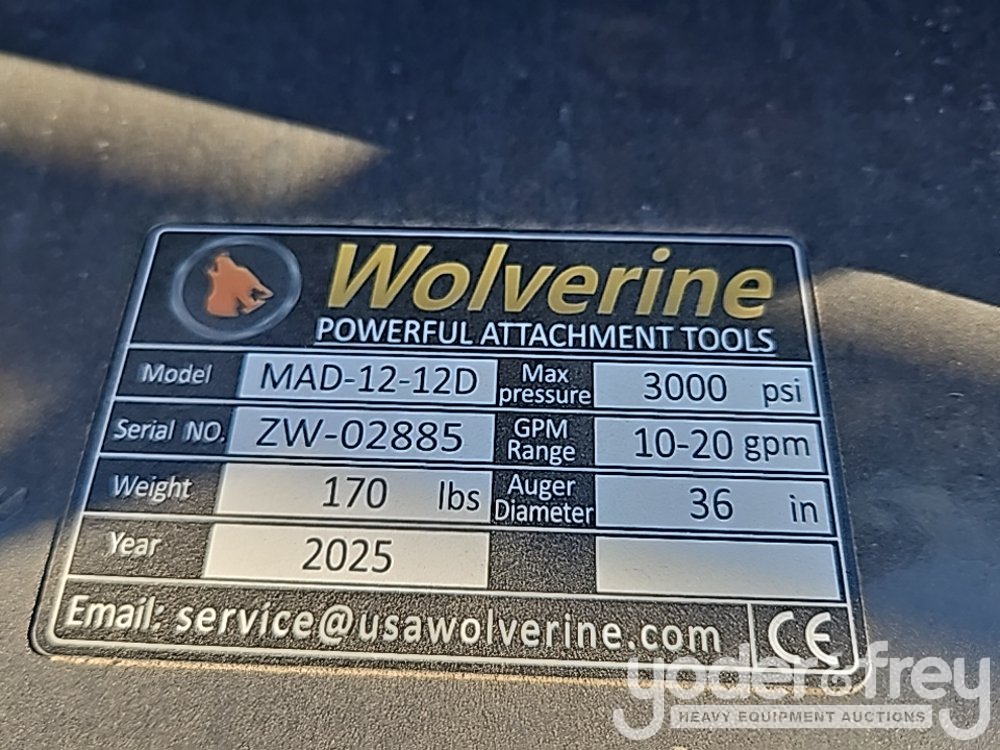 Wolverine
POWERFUL ATTACHMENT TOOLS
Model MAD-12-12D Max pressure 3000 psi
Serial NO. ZW-02885 GPM Range 10-20 gpm
Weight 170 lbs Auger Diameter 36 in
Year 2025
Email: service@usawolverine.com CE
yoder & frey
HEAVY EQUIPMENT AUCTIONS